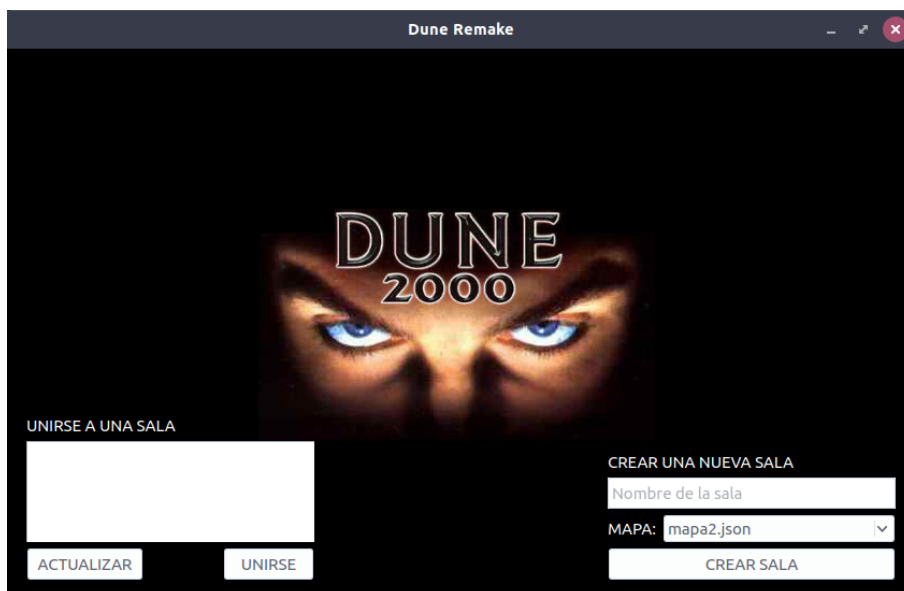 Dune Remake
DUNE
2000
UNIRSE A UNA SALA
ACTUALIZAR
UNIRSE
CREAR UNA NUEVA SALA
Nombre de la sala
MAPA: mapa2.json
CREAR SALA